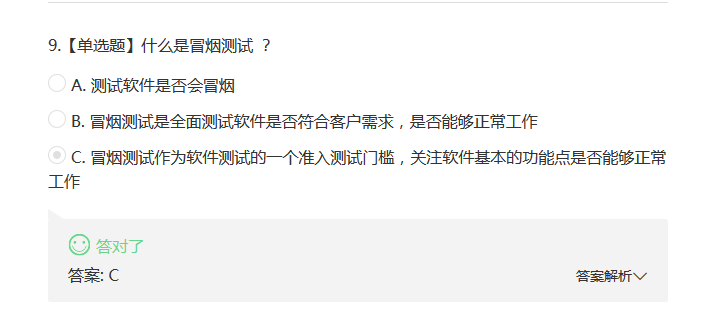 9.【单选题】什么是冒烟测试 ？
A. 测试软件是否会冒烟
B. 冒烟测试是全面测试软件是否符合客户需求，是否能够正常工作
C. 冒烟测试作为软件测试的一个准入测试门槛，关注软件基本的功能点是否能够正常
工作
答对了
答案: C
答案解析